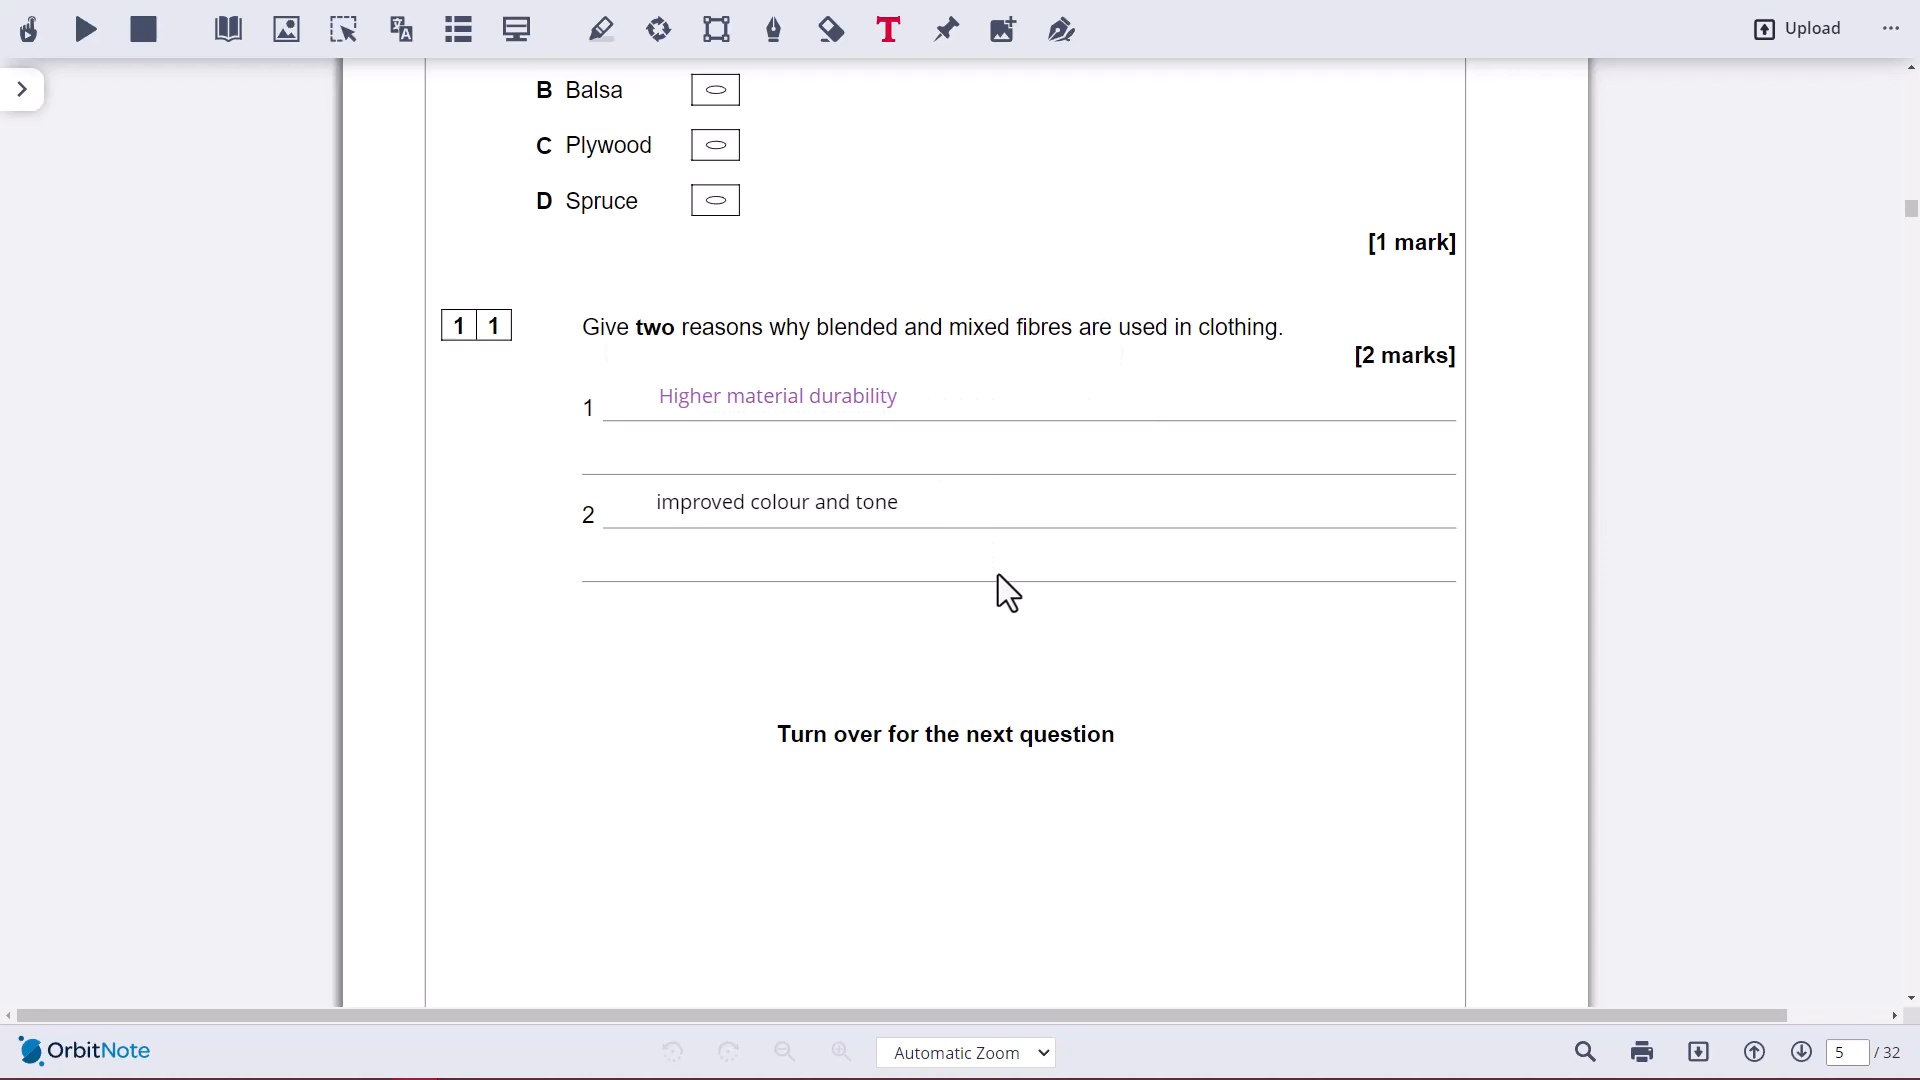 Upload
B Balsa
C Plywood
D Spruce
[1 mark]
1 1 Give two reasons why blended and mixed fibres are used in clothing.
[2 marks]
1 Higher material durability
2 improved colour and tone
Turn over for the next question
OrbitNote
Automatic Zoom
5 / 32